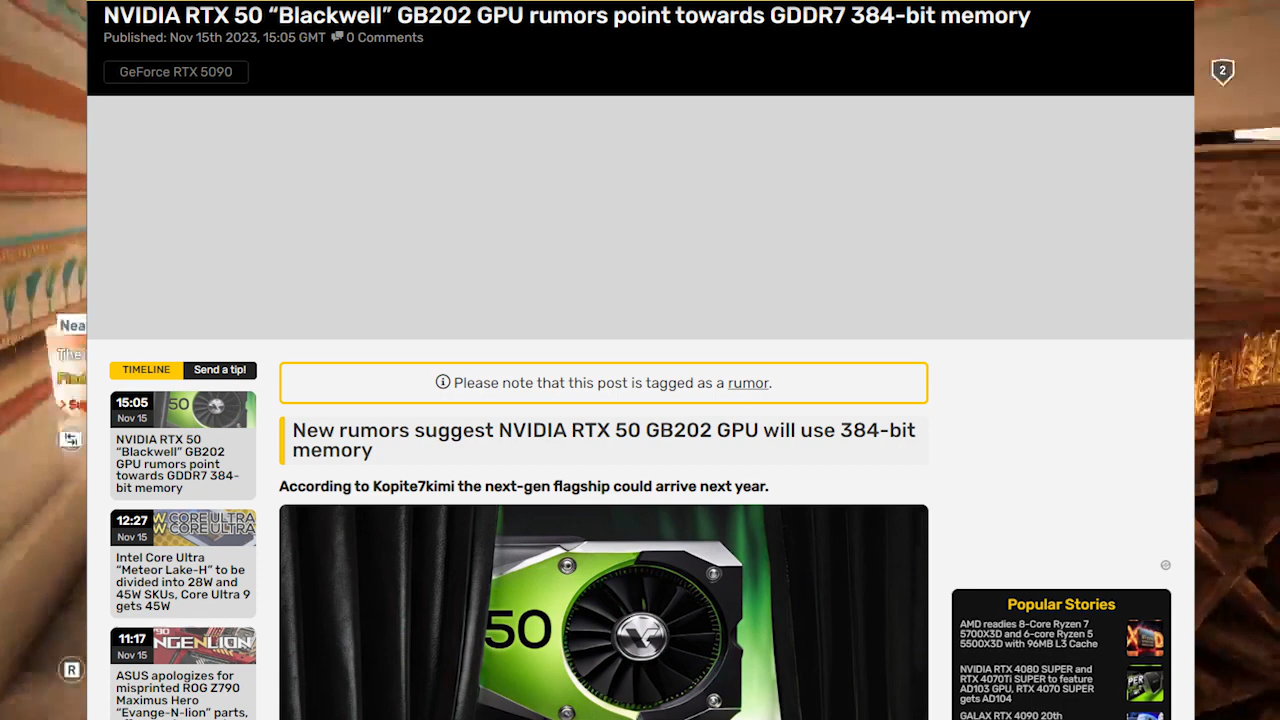 NVIDIA RTX 50 “Blackwell” GB202 GPU rumors point towards GDDR7 384-bit memory
Published: Nov 15th 2023, 15:05 GMT 0 Comments
GeForce RTX 5090
2
Nea
The
TIMELINE
Send a tip!
Please note that this post is tagged as a rumor.
15:05
Nov 15
50
NVIDIA RTX 50
“Blackwell” GB202
GPU rumors point
towards GDDR7 384-
bit memory
New rumors suggest NVIDIA RTX 50 GB202 GPU will use 384-bit
memory
According to Kopite7kimi the next-gen flagship could arrive next year.
50
12:27
Nov 15
W CORE ULTRA
W CORE ULTRA
Intel Core Ultra
“Meteor Lake-H” to be
divided into 28W and
45W SKUs, Core Ultra 9
gets 45W
11:17
Nov 15
NGENLION
ASUS apologizes for
misprinted ROG Z790
Maximus Hero
“Evange-N-lion” parts,
R
Popular Stories
AMD readies 8-Core Ryzen 7
5700X3D and 6-core Ryzen 5
5500X3D with 96MB L3 Cache
NVIDIA RTX 4080 SUPER and
RTX 4070Ti SUPER to feature
AD103 GPU, RTX 4070 SUPER
gets AD104
GALAX RTX 4090 20th